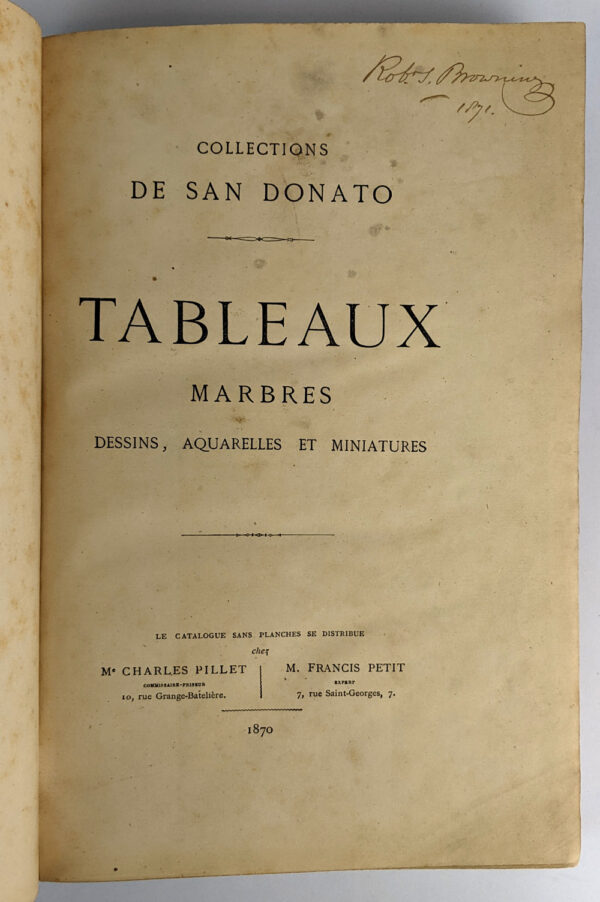 Robt. S. Browning
1871.
COLLECTIONS
DE SAN DONATO
TABLEAUX
MARBRES
DESSINS, AQUARELLES ET MINIATURES
LE CATALOGUE SANS PLANCHES SE DISTRIBUE
chez
Me CHARLES PILLET
COMMISSAIRE-PRISEUR
10, rue Grange-Batelière.
M. FRANCIS PETIT
EXPERT
7, rue Saint-Georges, 7.
1870